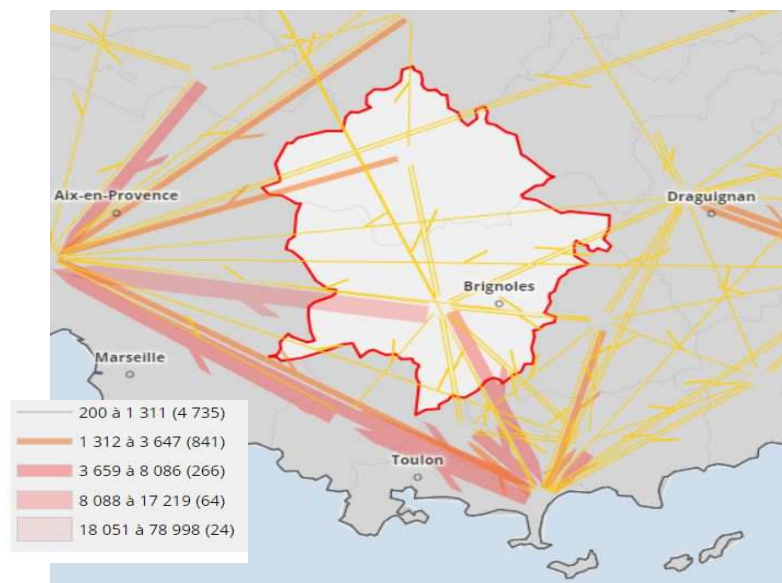 Aix-en-Provence
Draguignan
Brignoles
Marseille
Toulon
200 à 1 311 (4 735)
1 312 à 3 647 (841)
3 659 à 8 086 (266)
8 088 à 17 219 (64)
18 051 à 78 998 (24)